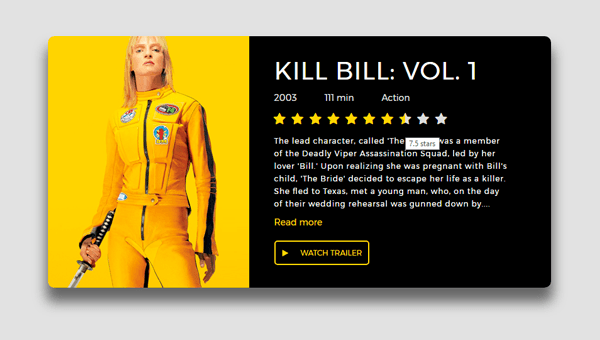 KILL BILL: VOL. 1
2003 111 min Action
7.5 stars
The lead character, called 'The was a member
of the Deadly Viper Assassination Squad, led by her
lover 'Bill.' Upon realizing she was pregnant with Bill's
child, 'The Bride' decided to escape her life as a killer.
She fled to Texas, met a young man, who, on the day
of their wedding rehearsal was gunned down by....
Read more
WATCH TRAILER